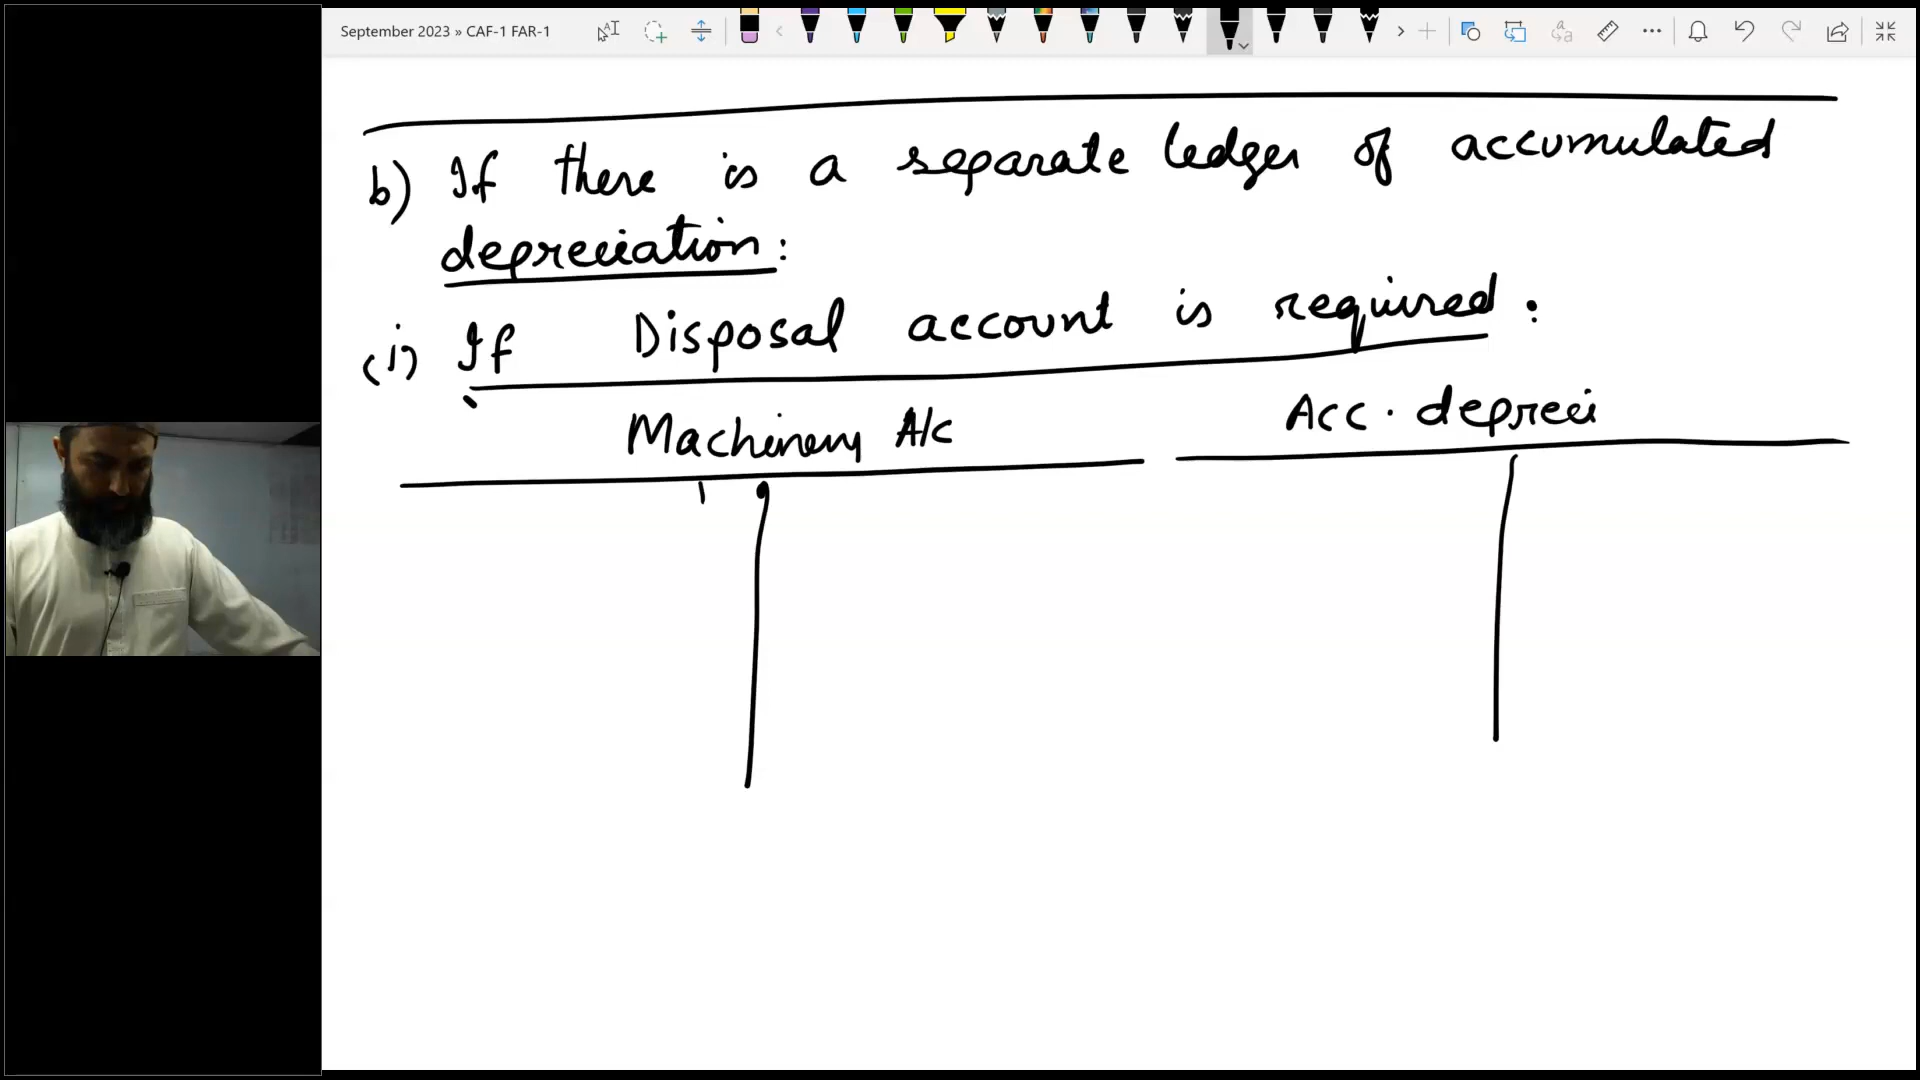 September 2023 » CAF-1 FAR-1
b) If there is a separate ledger of accumulated
depreciation:
(i) If Disposal account is required:
Machinery A/c
Acc. depreci